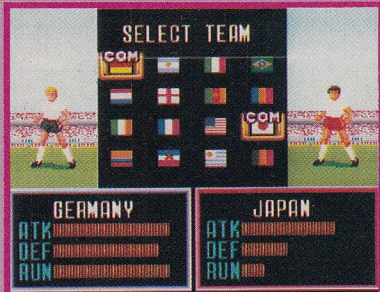 SELECT TEAM
COM
COM
GERMANY
ATK
DEF
RUN
JAPAN
ATK
DEF
RUN